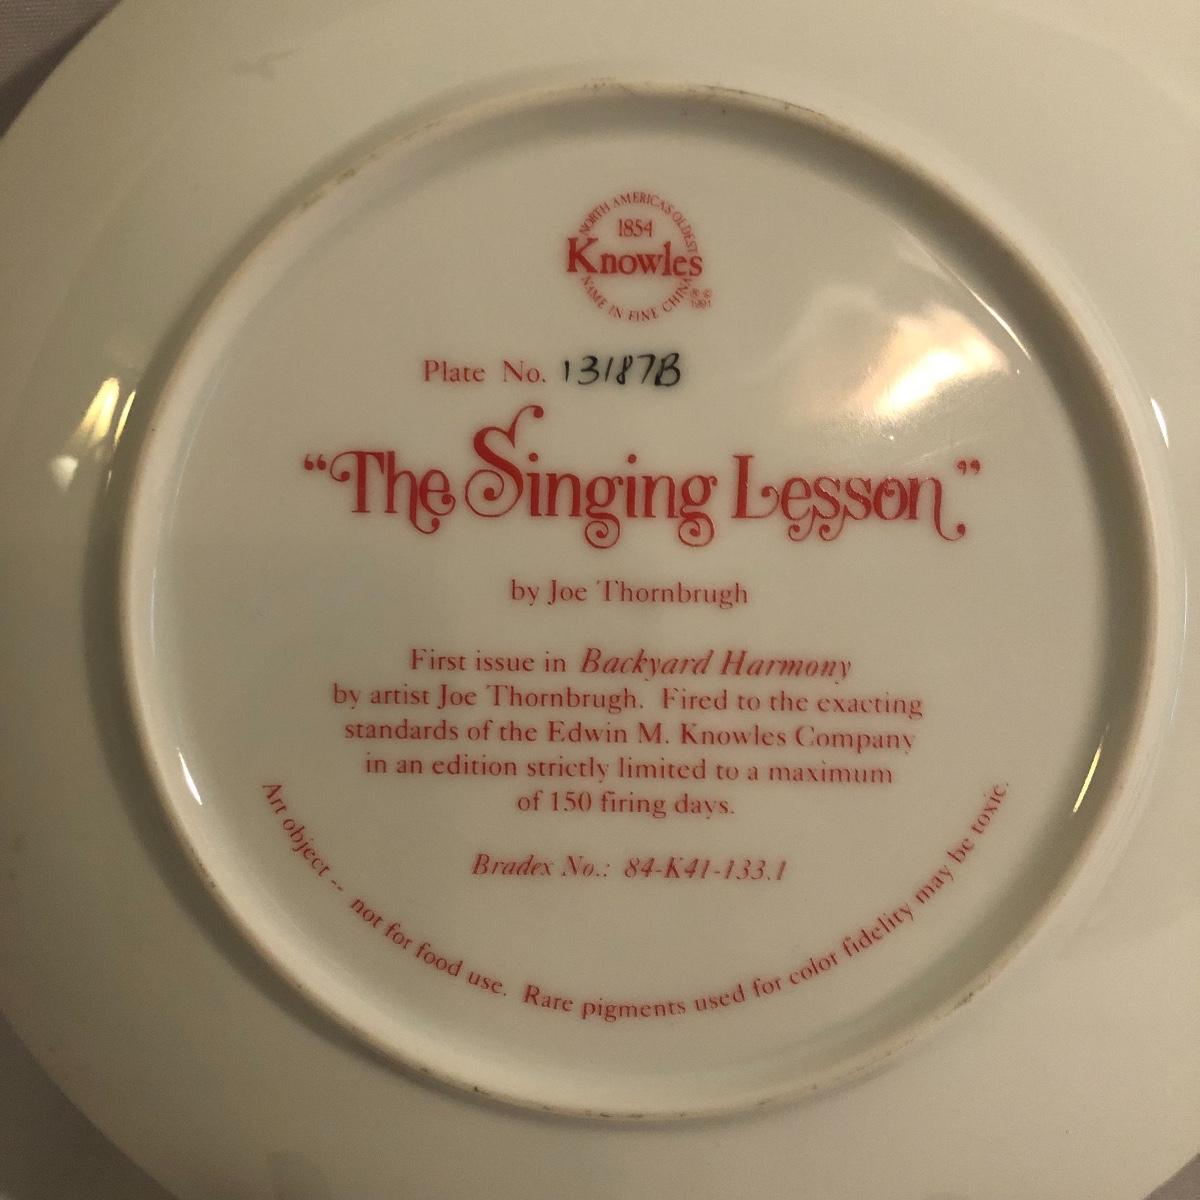 NORTH AMERICA'S OLDEST
1854
Knowles
NAME IN FINE CHINA
® ©
1991
Plate No. 13187B
“The Singing Lesson”
by Joe Thornbrugh
First issue in Backyard Harmony
by artist Joe Thornbrugh. Fired to the exacting
standards of the Edwin M. Knowles Company
in an edition strictly limited to a maximum
of 150 firing days.
Bradex No.: 84-K41-133.1
Art object -- not for food use. Rare pigments used for color fidelity may be toxic.